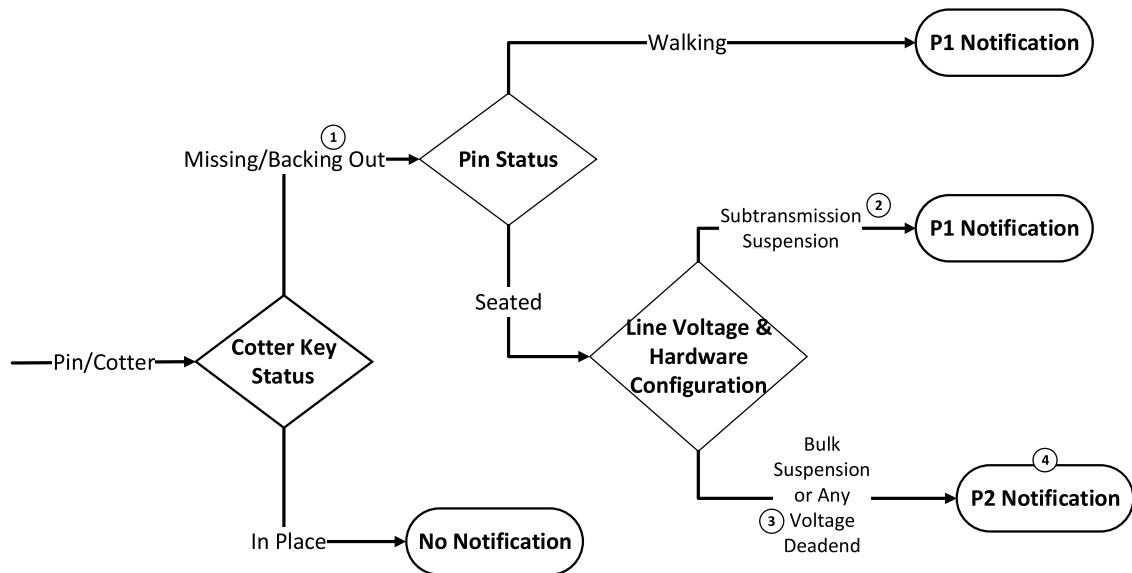 Walking
P1 Notification
1
Missing/Backing Out
Pin Status
2
Subtransmission
Suspension
P1 Notification
Seated
Line Voltage &
Hardware
Configuration
Pin/Cotter
Cotter Key
Status
Bulk
Suspension
or Any
3 Voltage
Deadend
4
P2 Notification
In Place
No Notification